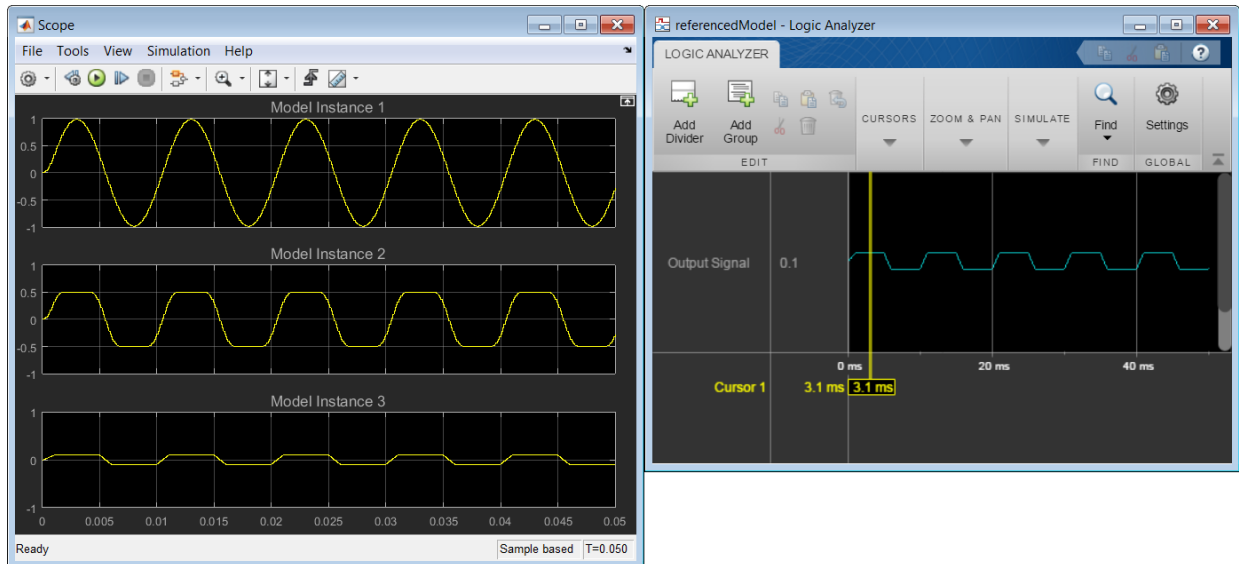 Scope
File Tools View Simulation Help
Model Instance 1
1
0.5
0
-0.5
-1
Model Instance 2
1
0.5
0
-0.5
-1
Model Instance 3
1
0
-1
0 0.005 0.01 0.015 0.02 0.025 0.03 0.035 0.04 0.045 0.05
Ready Sample based T=0.050
referencedModel - Logic Analyzer
LOGIC ANALYZER
?
Add Divider
Add Group
CURSORS ZOOM & PAN SIMULATE
Find
Settings
EDIT FIND GLOBAL
Output Signal 0.1
0 ms 20 ms 40 ms
Cursor 1 3.1 ms 3.1 ms